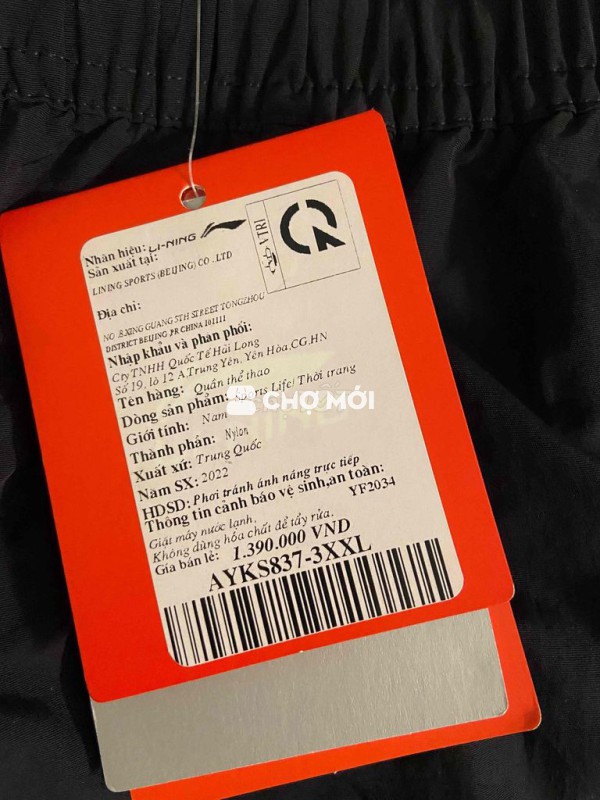 Nhãn hiệu: LI-NING
Sản xuất tại:
VTRI
LINING SPORTS (BEIJING) CO .,LTD
Địa chỉ:
NO .8.XING GUANG 5TH STREET TONGZHOU
DISTRICT BEIJING .P.R CHINA 101111
Nhập khẩu và phân phối:
Cty TNHH Quốc Tế Hải Long
Số 19, lô 12 A,Trung Yên, Yên Hòa.CG.HN
Tên hàng: Quần thể thao
Dòng sản phẩm: Sports Life/ Thời trang
CHỢ MỚI
Giới tính: Nam
Thành phần: Nylon
Xuất xứ: Trung Quốc
Năm SX: 2022
HDSD: Phơi tránh ánh nắng trực tiếp
Thông tin cảnh báo vệ sinh,an toàn:
YF2034
Giặt máy nước lạnh.
Không dùng hóa chất để tẩy rửa.
Gía bán lẻ: 1.390.000 VND
AYKS837-3XXL